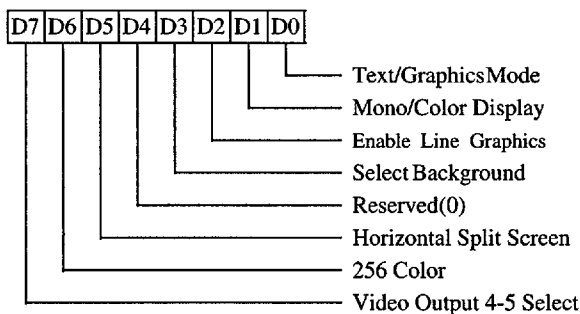 D7 D6 D5 D4 D3 D2 D1 D0
Text/Graphics Mode
Mono/Color Display
Enable Line Graphics
Select Background
Reserved(0)
Horizontal Split Screen
256 Color
Video Output 4-5 Select